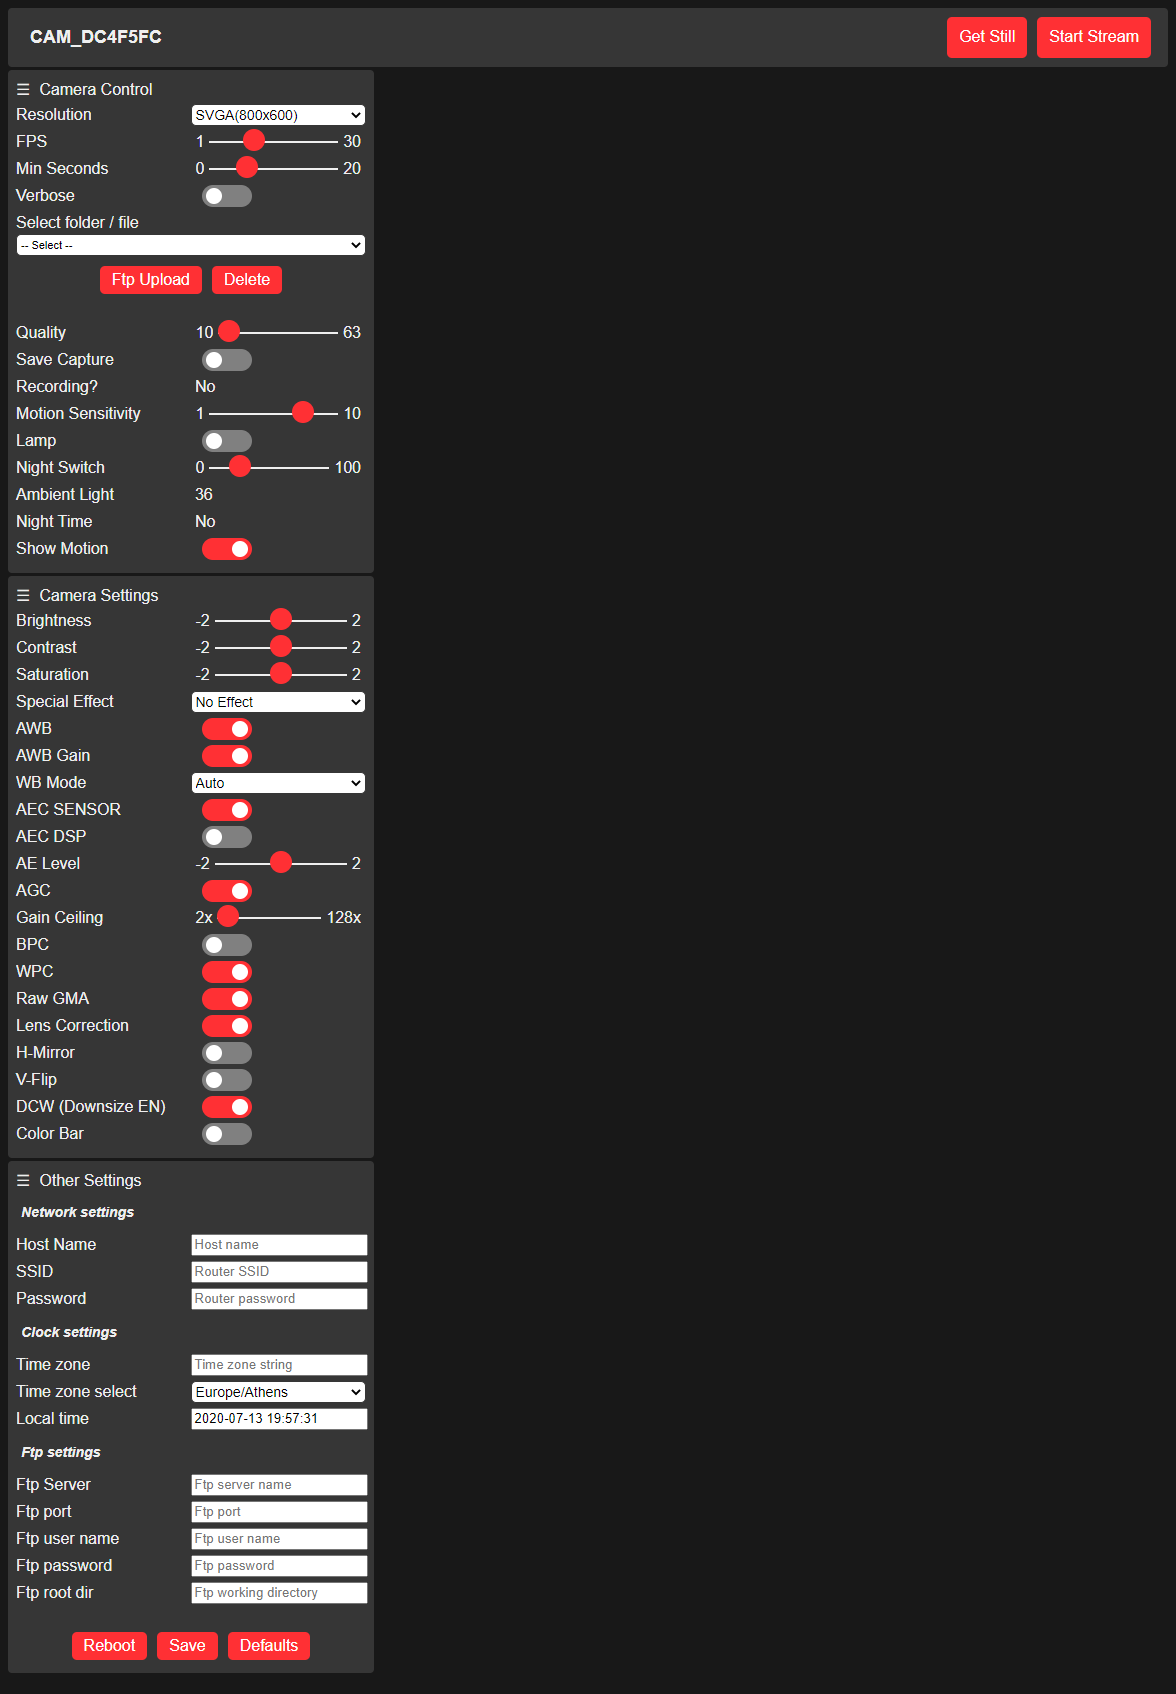 CAM_DC4F5FC Get Still Start Stream
☰ Camera Control
Resolution SVGA(800x600)
FPS 1 30
Min Seconds 0 20
Verbose
Select folder / file
-- Select --
Ftp Upload Delete
Quality 10 63
Save Capture
Recording? No
Motion Sensitivity 1 10
Lamp
Night Switch 0 100
Ambient Light 36
Night Time No
Show Motion
☰ Camera Settings
Brightness -2 2
Contrast -2 2
Saturation -2 2
Special Effect No Effect
AWB
AWB Gain
WB Mode Auto
AEC SENSOR
AEC DSP
AE Level -2 2
AGC
Gain Ceiling 2x 128x
BPC
WPC
Raw GMA
Lens Correction
H-Mirror
V-Flip
DCW (Downsize EN)
Color Bar
☰ Other Settings
Network settings
Host Name Host name
SSID Router SSID
Password Router password
Clock settings
Time zone Time zone string
Time zone select Europe/Athens
Local time 2020-07-13 19:57:31
Ftp settings
Ftp Server Ftp server name
Ftp port Ftp port
Ftp user name Ftp user name
Ftp password Ftp password
Ftp root dir Ftp working directory
Reboot Save Defaults